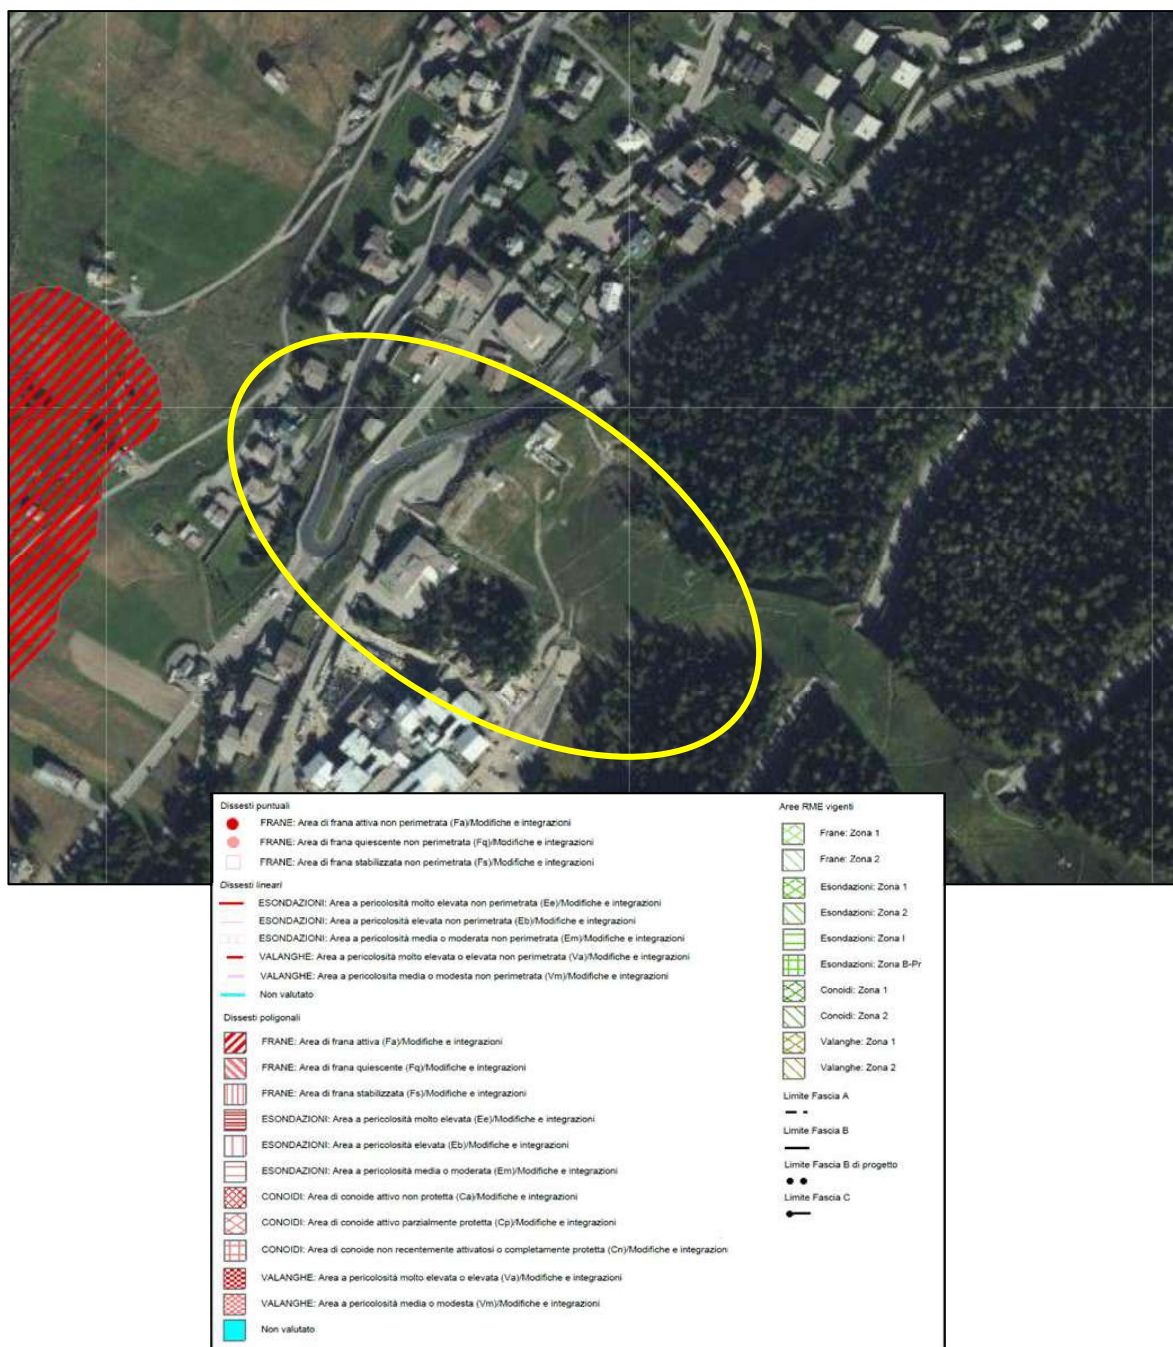 Dissesti puntuali
FRANE: Area di frana attiva non perimetrata (Fa)/Modifiche e integrazioni
FRANE: Area di frana quiescente non perimetrata (Fq)/Modifiche e integrazioni
FRANE: Area di frana stabilizzata non perimetrata (Fs)/Modifiche e integrazioni
Dissesti lineari
ESONDAZIONI: Area a pericolosità molto elevata non perimetrata (Ee)/Modifiche e integrazioni
ESONDAZIONI: Area a pericolosità elevata non perimetrata (Eb)/Modifiche e integrazioni
ESONDAZIONI: Area a pericolosità media o moderata non perimetrata (Em)/Modifiche e integrazioni
VALANGHE: Area a pericolosità molto elevata o elevata non perimetrata (Va)/Modifiche e integrazioni
VALANGHE: Area a pericolosita media o modesta non perimetrata (Vm)/Modifiche e integrazioni
Non valutato
Dissesti poligonali
FRANE: Area di frana attiva (Fa)/Modifiche e integrazioni
FRANE: Area di frana quiescente (Fq)/Modifiche e integrazioni
FRANE: Area di frana stabilizzata (Fs)/Modifiche e integrazioni
ESONDAZIONI: Area a pericolosità molto elevata (Ee)/Modifiche e integrazioni
ESONDAZIONI: Area a pericolosità elevata (Eb)/Modifiche e integrazioni
ESONDAZIONI: Area a pericolosità media o moderata (Em)/Modifiche e integrazioni
CONOIDI: Area di conoide attivo non protetta (Ca)/Modifiche e integrazioni
CONOIDI: Area di conoide attivo parzialmente protetta (Cp)/Modifiche e integrazioni
CONOIDI: Area di conoide non recentemente attivatosi o completamente protetta (Cn)/Modifiche e integrazioni
VALANGHE: Area a pericolosità molto elevata o elevata (Va)/Modifiche e integrazioni
VALANGHE: Area a pericolosità media o modesta (Vm)/Modifiche e integrazioni
Non valutato
Aree RME vigenti
Frane: Zona 1
Frane: Zona 2
Esondazioni: Zona 1
Esondazioni: Zona 2
Esondazioni: Zona I
Esondazioni: Zona B-Pr
Conoidi: Zona 1
Conoidi: Zona 2
Valanghe: Zona 1
Valanghe: Zona 2
Limite Fascia A
Limite Fascia B
Limite Fascia B di progetto
Limite Fascia C